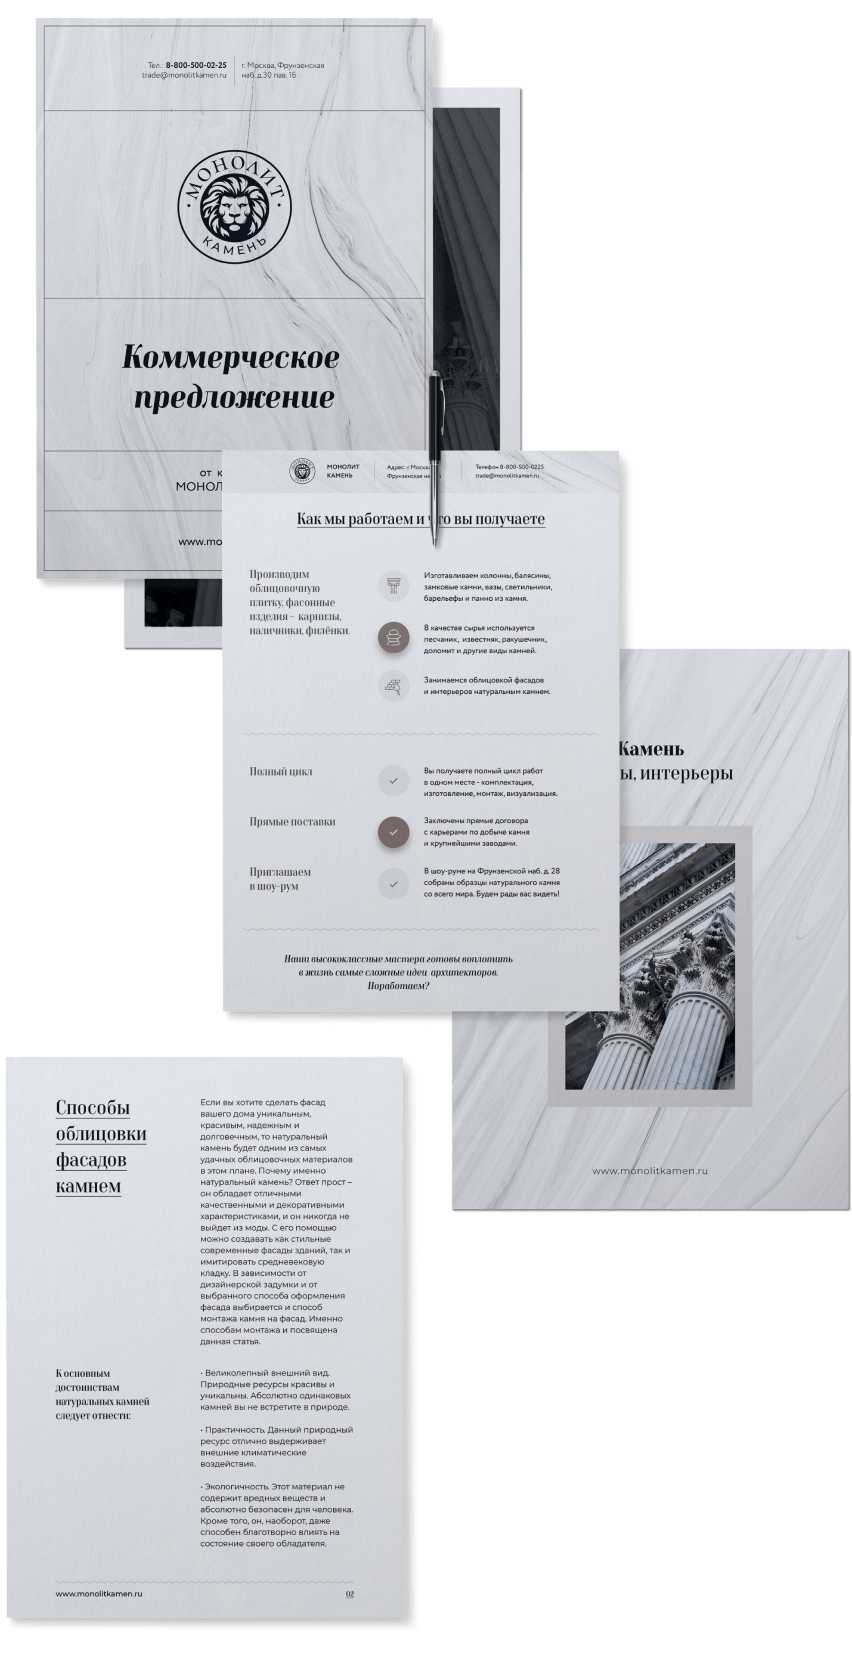 Тел.: 8-800-500-02-25
trade@monolitkamen.ru
г. Москва, Фрунзенская
наб. д.30 пав. 1Б
МОНОЛИТ
КАМЕНЬ
Коммерческое
предложение
от
www.mo
МОНОЛИТ
КАМЕНЬ
Адрес: г.Москва
Фрунзенская
Телефон 8-800-500-0225
trade@monolitkamen.ru
Как мы работаем и что вы получаете
Производим
облицовочную
плитку, фасонные
изделия - карнизы,
наличники, филёнки.
Изготавливаем колонны, балясины,
замковые камни, вазы, светильники,
барельефы и панно из камня.
В качестве сырья используется
песчаник, известняк, ракушечник,
доломит и другие виды камней.
Занимаемся облицовкой фасадов
и интерьеров натуральным камнем.
Полный цикл
Вы получаете полный цикл работ
в одном месте - комплектация,
изготовление, монтаж, визуализация.
Прямые поставки
Заключены прямые договора
с карьерами по добыче камня
и крупнейшими заводами.
Приглашаем
в шоу-рум
В шоу-руме на Фрунзенской наб. д. 28
собраны образцы натурального камня
со всего мира. Будем рады вас видеть!
Наши высококлассные мастера готовы воплотить
в жизнь самые сложные идеи архитекторов.
Поработаем?
Камень
ы, интерьеры
www.monolitkamen.ru
Способы
облицовки
фасадов
камнем
Если вы хотите сделать фасад
вашего дома уникальным,
красивым, надежным и
долговечным, то натуральный
камень будет одним из самых
удачных облицовочных материалов
в этом плане. Почему именно
натуральный камень? Ответ прост –
он обладает отличными
качественными и декоративными
характеристиками, и он никогда не
выйдет из моды. С его помощью
можно создавать как стильные
современные фасады зданий, так и
имитировать средневековую
кладку. В зависимости от
дизайнерской задумки и от
выбранного способа оформления
фасада выбирается и способ
монтажа камня на фасад. Именно
способам монтажа и посвящена
данная статья.
К основным
достоинствам
натуральных камней
следует отнести:
• Великолепный внешний вид.
Природные ресурсы красивы и
уникальны. Абсолютно одинаковых
камней вы не встретите в природе.
• Практичность. Данный природный
ресурс отлично выдерживает
внешние климатические
воздействия.
• Экологичность. Этот материал не
содержит вредных веществ и
абсолютно безопасен для человека.
Кроме того, он, наоборот, даже
способен благотворно влиять на
состояние своего обладателя.
www.monolitkamen.ru
02